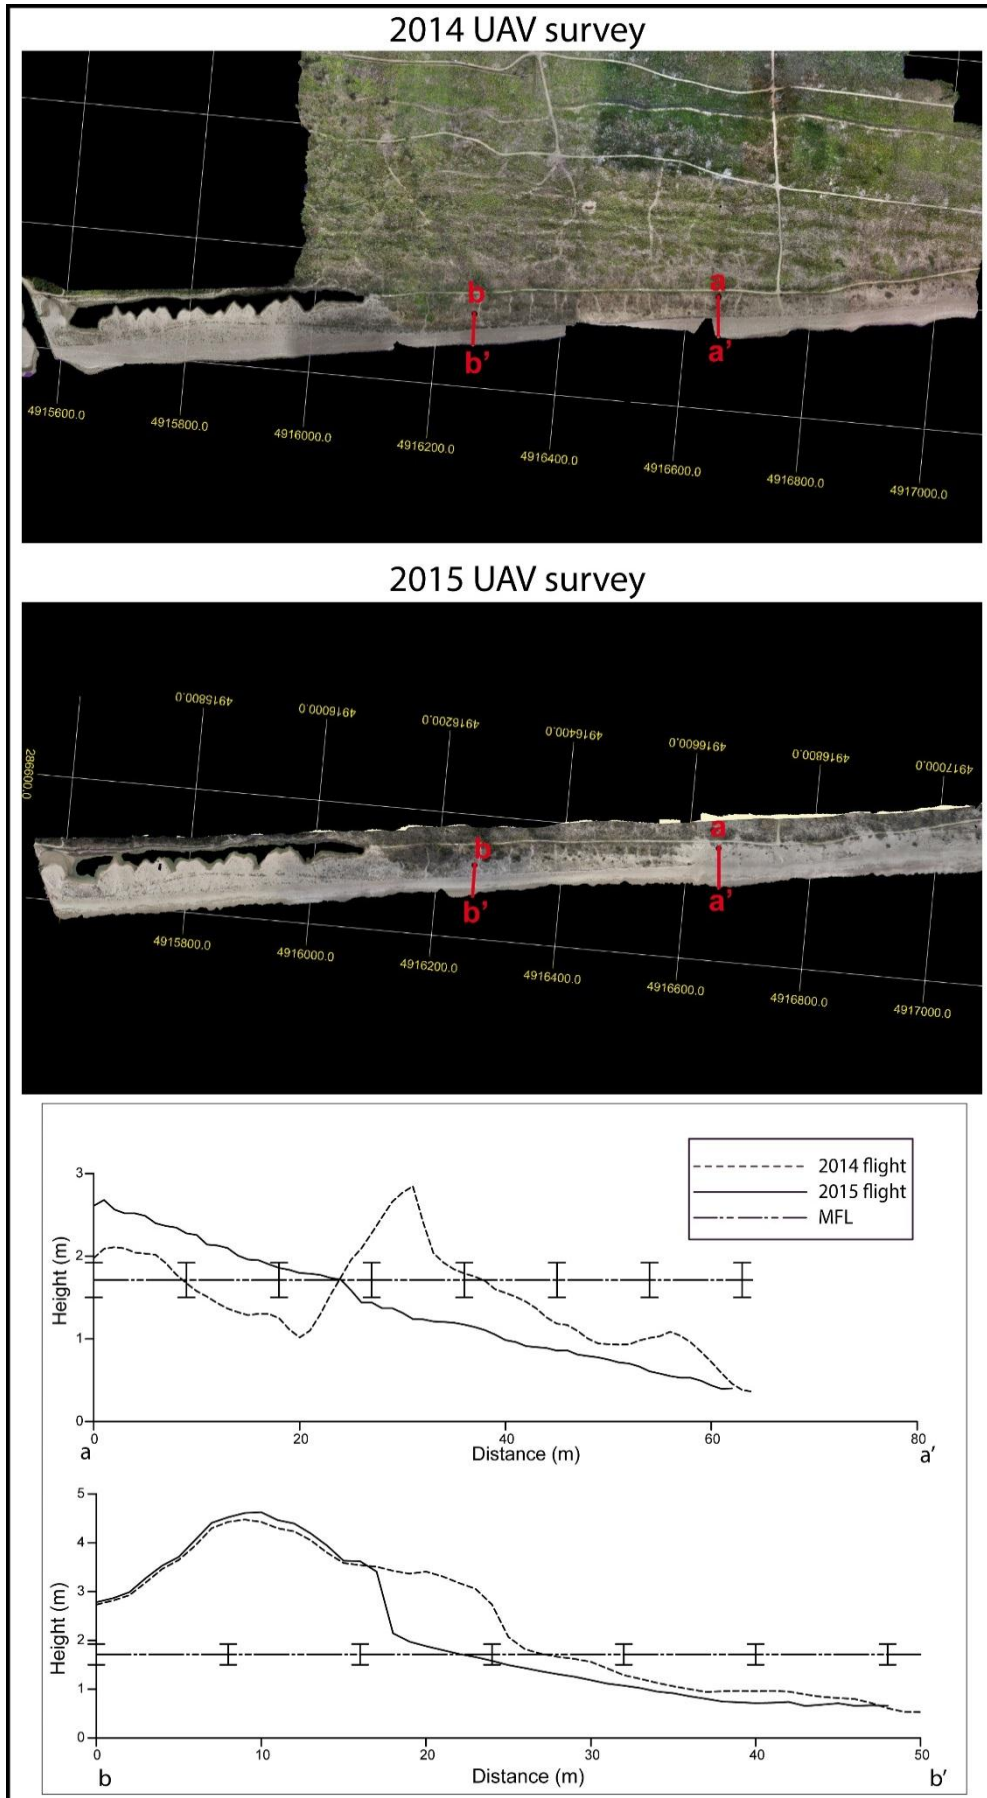 2014 UAV survey
a
b
b'
a'
4915600.0
4915800.0
4916000.0
4916200.0
4916400.0
4916600.0
4916800.0
4917000.0
2015 UAV survey
4915800.0
4916000.0
4916200.0
4916400.0
4916600.0
4916800.0
4917000.0
286600.0
a
b
b'
a'
4915800.0
4916000.0
4916200.0
4916400.0
4916600.0
4916800.0
4917000.0
2014 flight
2015 flight
MFL
3
2
1
0
Height (m)
0 20 40 60 80
a Distance (m) a'
5
4
3
2
1
0
Height (m)
0 10 20 30 40 50
b Distance (m) b'